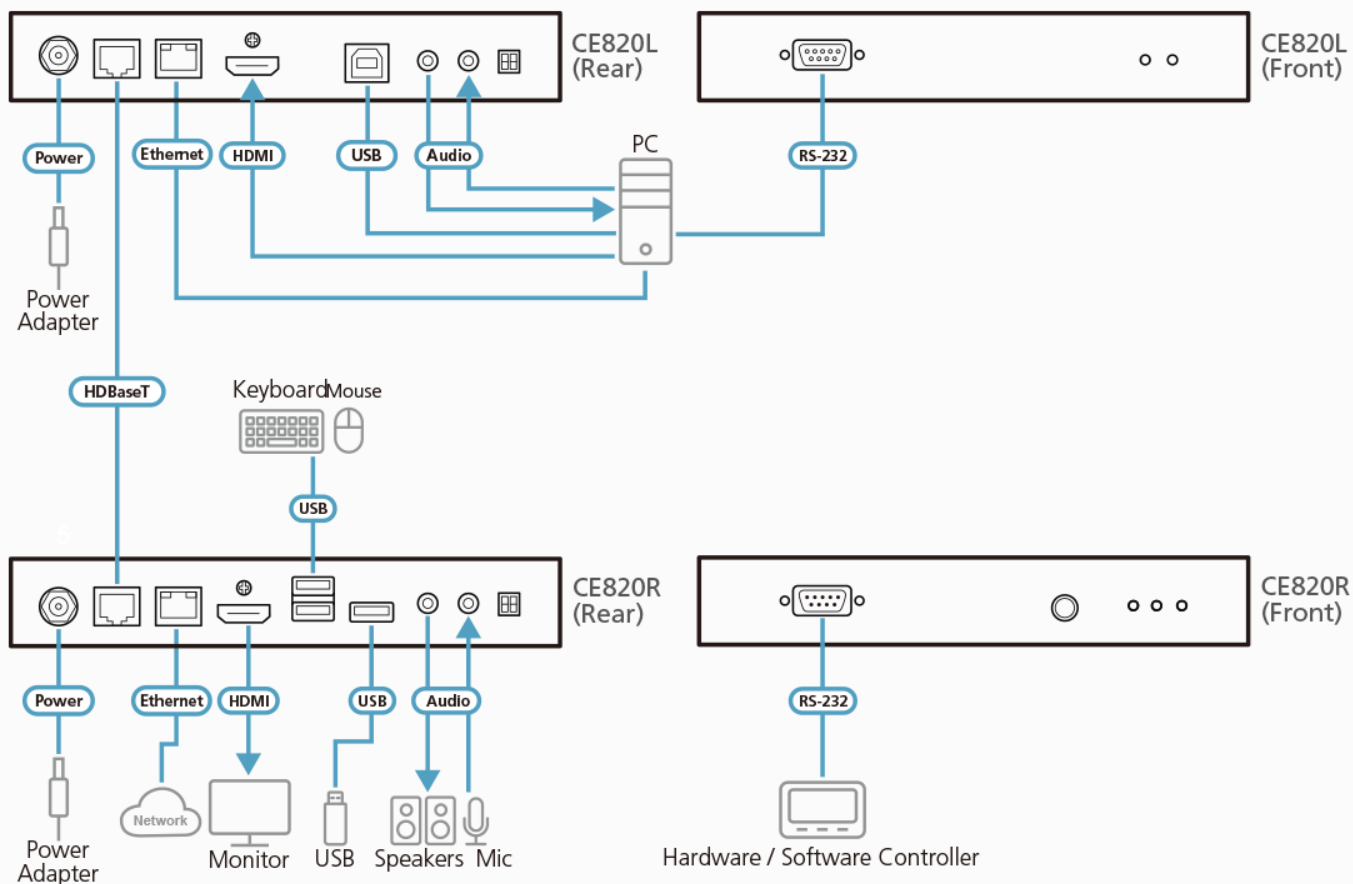 CE820L
(Rear)
CE820L
(Front)
Power
Ethernet
HDMI
USB
Audio
PC
RS-232
Power
Adapter
HDBaseT
Keyboard
Mouse
USB
5
CE820R
(Rear)
CE820R
(Front)
Power
Ethernet
HDMI
USB
Audio
RS-232
Network
Power
Adapter
Monitor
USB
Speakers
Mic
Hardware / Software Controller